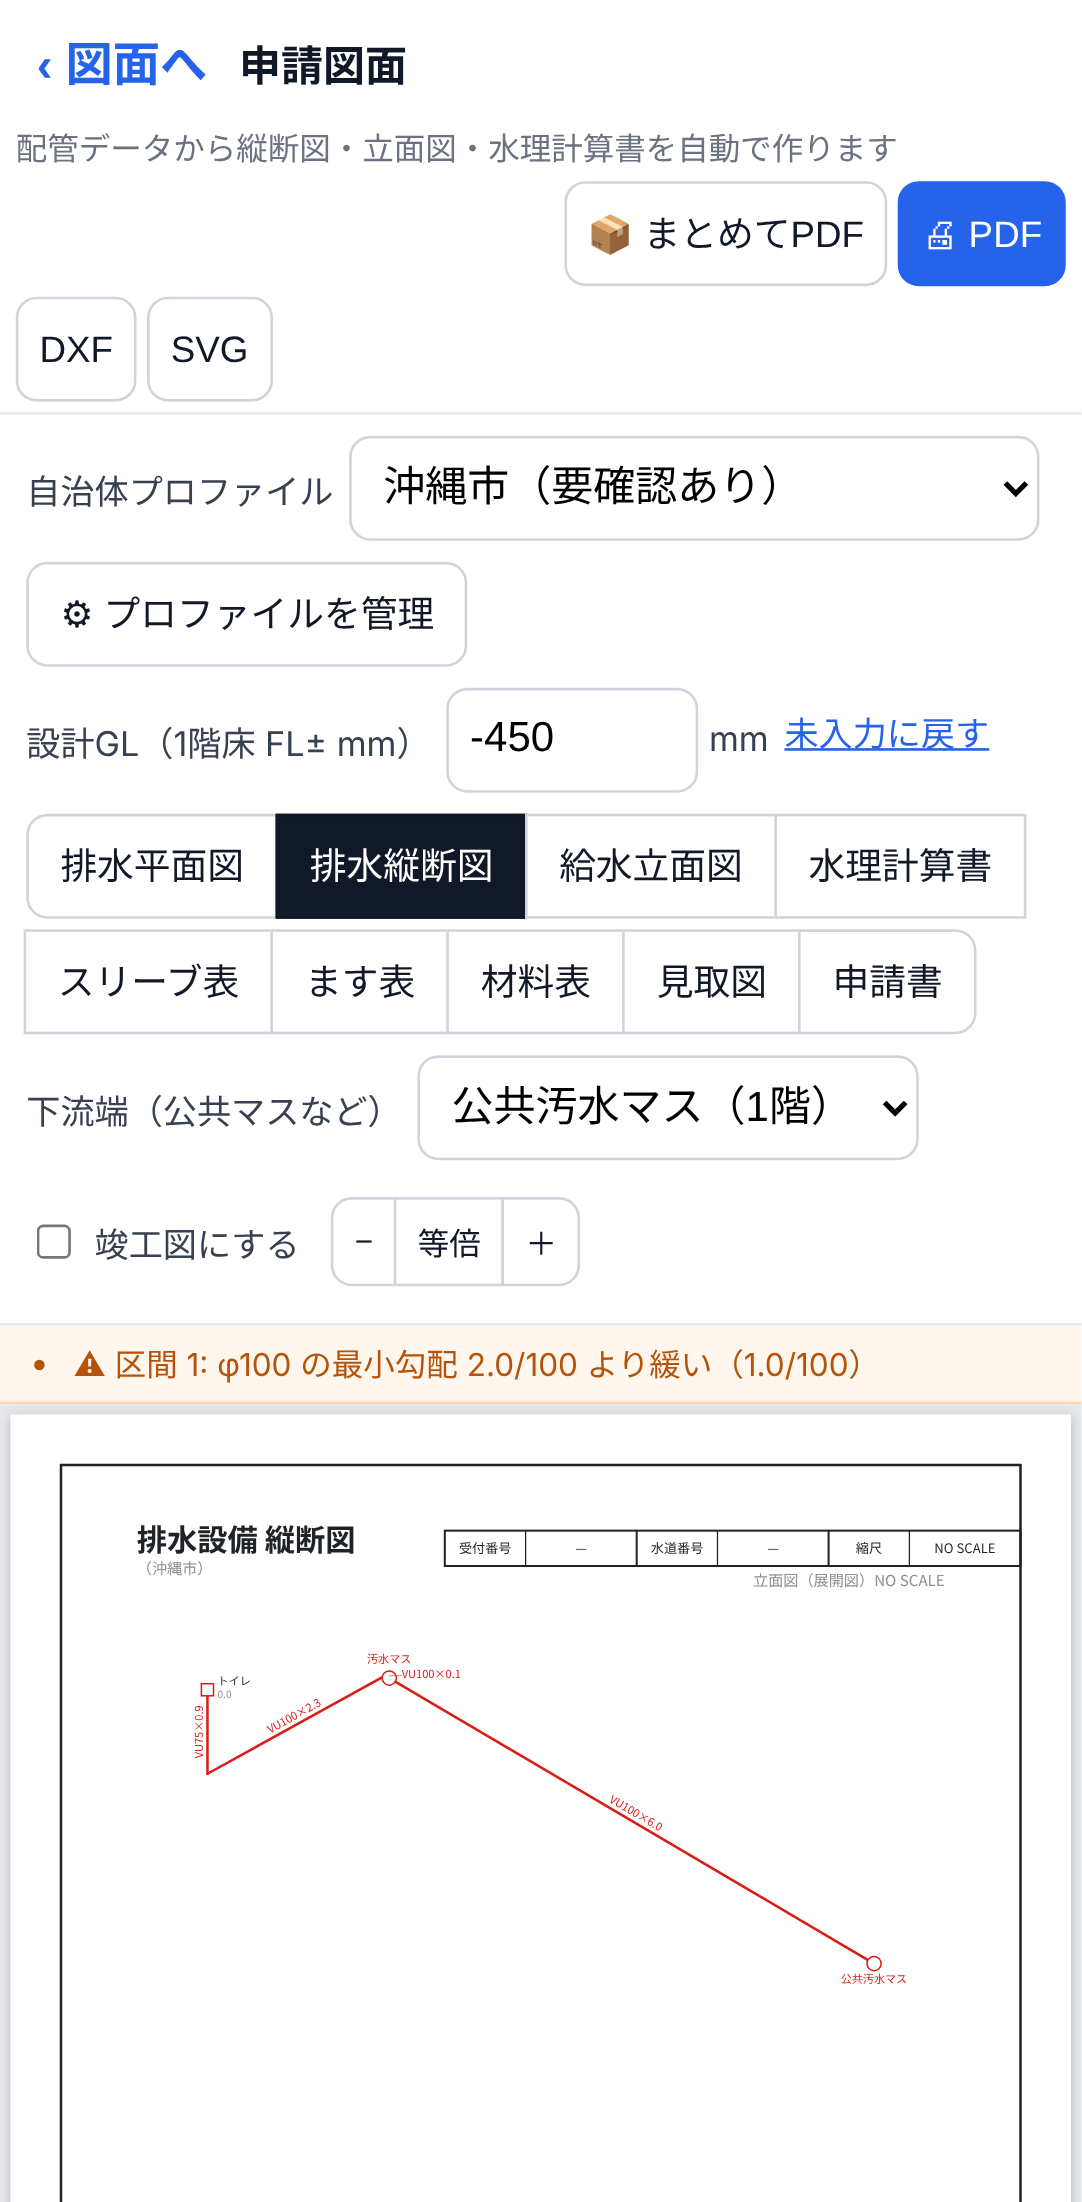 ‹ 図面へ 申請図面
配管データから縦断図・立面図・水理計算書を自動で作ります
📦 まとめてPDF 🖨 PDF
DXF SVG
自治体プロファイル 沖縄市（要確認あり）
⚙ プロファイルを管理
設計GL（1階床 FL± mm） -450 mm 未入力に戻す
排水平面図 排水縦断図 給水立面図 水理計算書
スリーブ表 ます表 材料表 見取図 申請書
下流端（公共マスなど） 公共汚水マス（1階）
竣工図にする − 等倍 ＋
• ⚠ 区間 1: φ100 の最小勾配 2.0/100 より緩い（1.0/100）
排水設備 縦断図
（沖縄市）
受付番号 — 水道番号 — 縮尺 NO SCALE
立面図（展開図）NO SCALE
汚水マス
VU100×0.1
トイレ
0.0
VU75×0.9
VU100×2.3
VU100×6.0
公共汚水マス